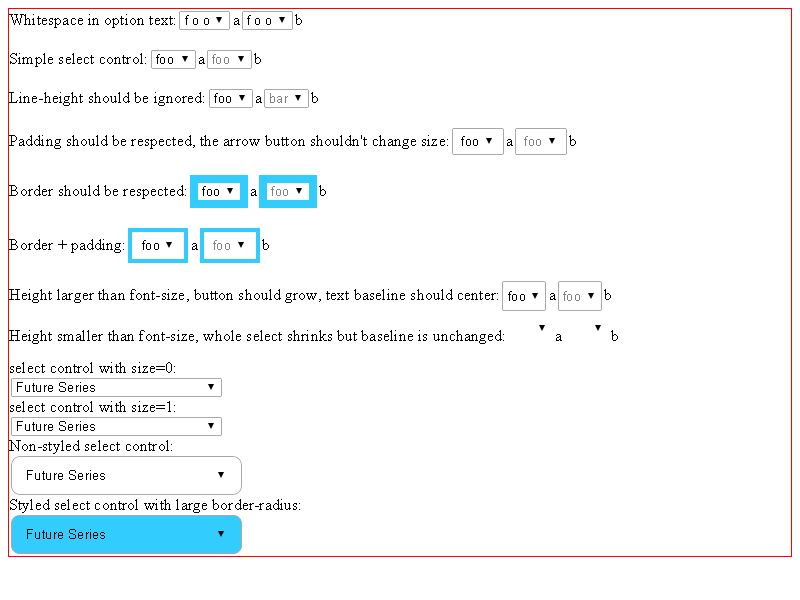 Whitespace in option text: f o o ▼ a f o o ▼ b
Simple select control: foo ▼ a foo ▼ b
Line-height should be ignored: foo ▼ a bar ▼ b
Padding should be respected, the arrow button shouldn't change size: foo ▼ a foo ▼ b
Border should be respected: foo ▼ a foo ▼ b
Border + padding: foo ▼ a foo ▼ b
Height larger than font-size, button should grow, text baseline should center: foo ▼ a foo ▼ b
Height smaller than font-size, whole select shrinks but baseline is unchanged: ▼ a ▼ b
select control with size=0:
Future Series ▼
select control with size=1:
Future Series ▼
Non-styled select control:
Future Series ▼
Styled select control with large border-radius:
Future Series ▼